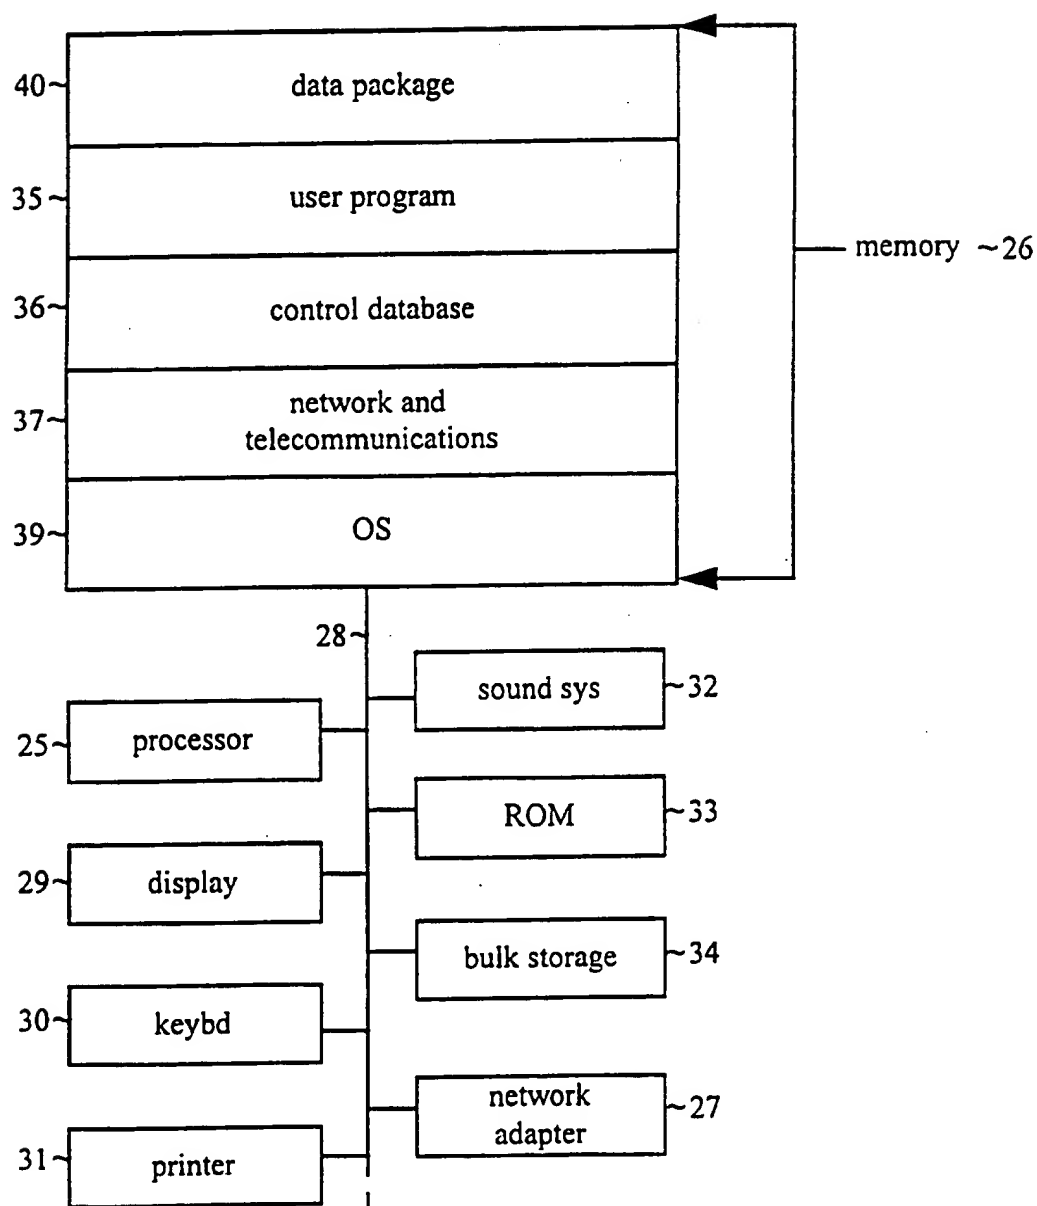 40~ data package
35~ user program
memory ~26
36~ control database
37~ network and
telecommunications
39~ OS
28~
sound sys ~32
25~ processor
ROM ~33
29~ display
bulk storage ~34
30~ keybd
network
adapter ~27
31~ printer